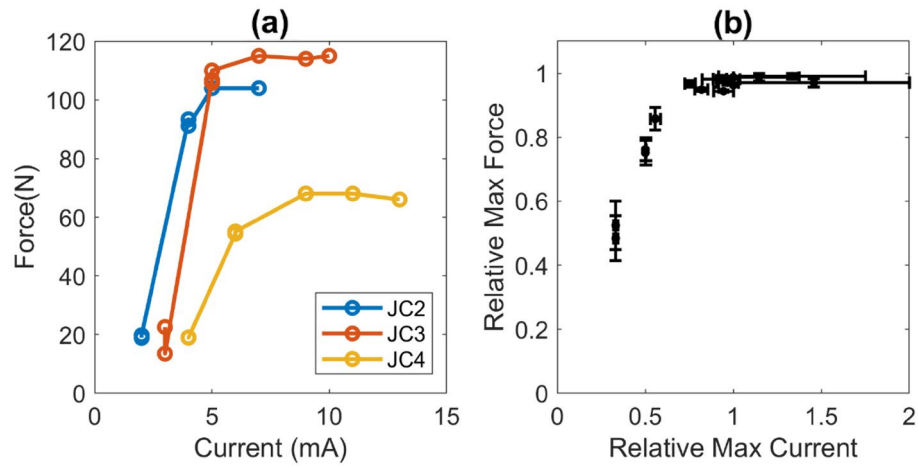 (a)
Force(N)
120
100
80
60
40
20
0
0 5 10 15
Current (mA)
JC2
JC3
JC4
(b)
Relative Max Force
1
0.8
0.6
0.4
0.2
0
0 0.5 1 1.5 2
Relative Max Current